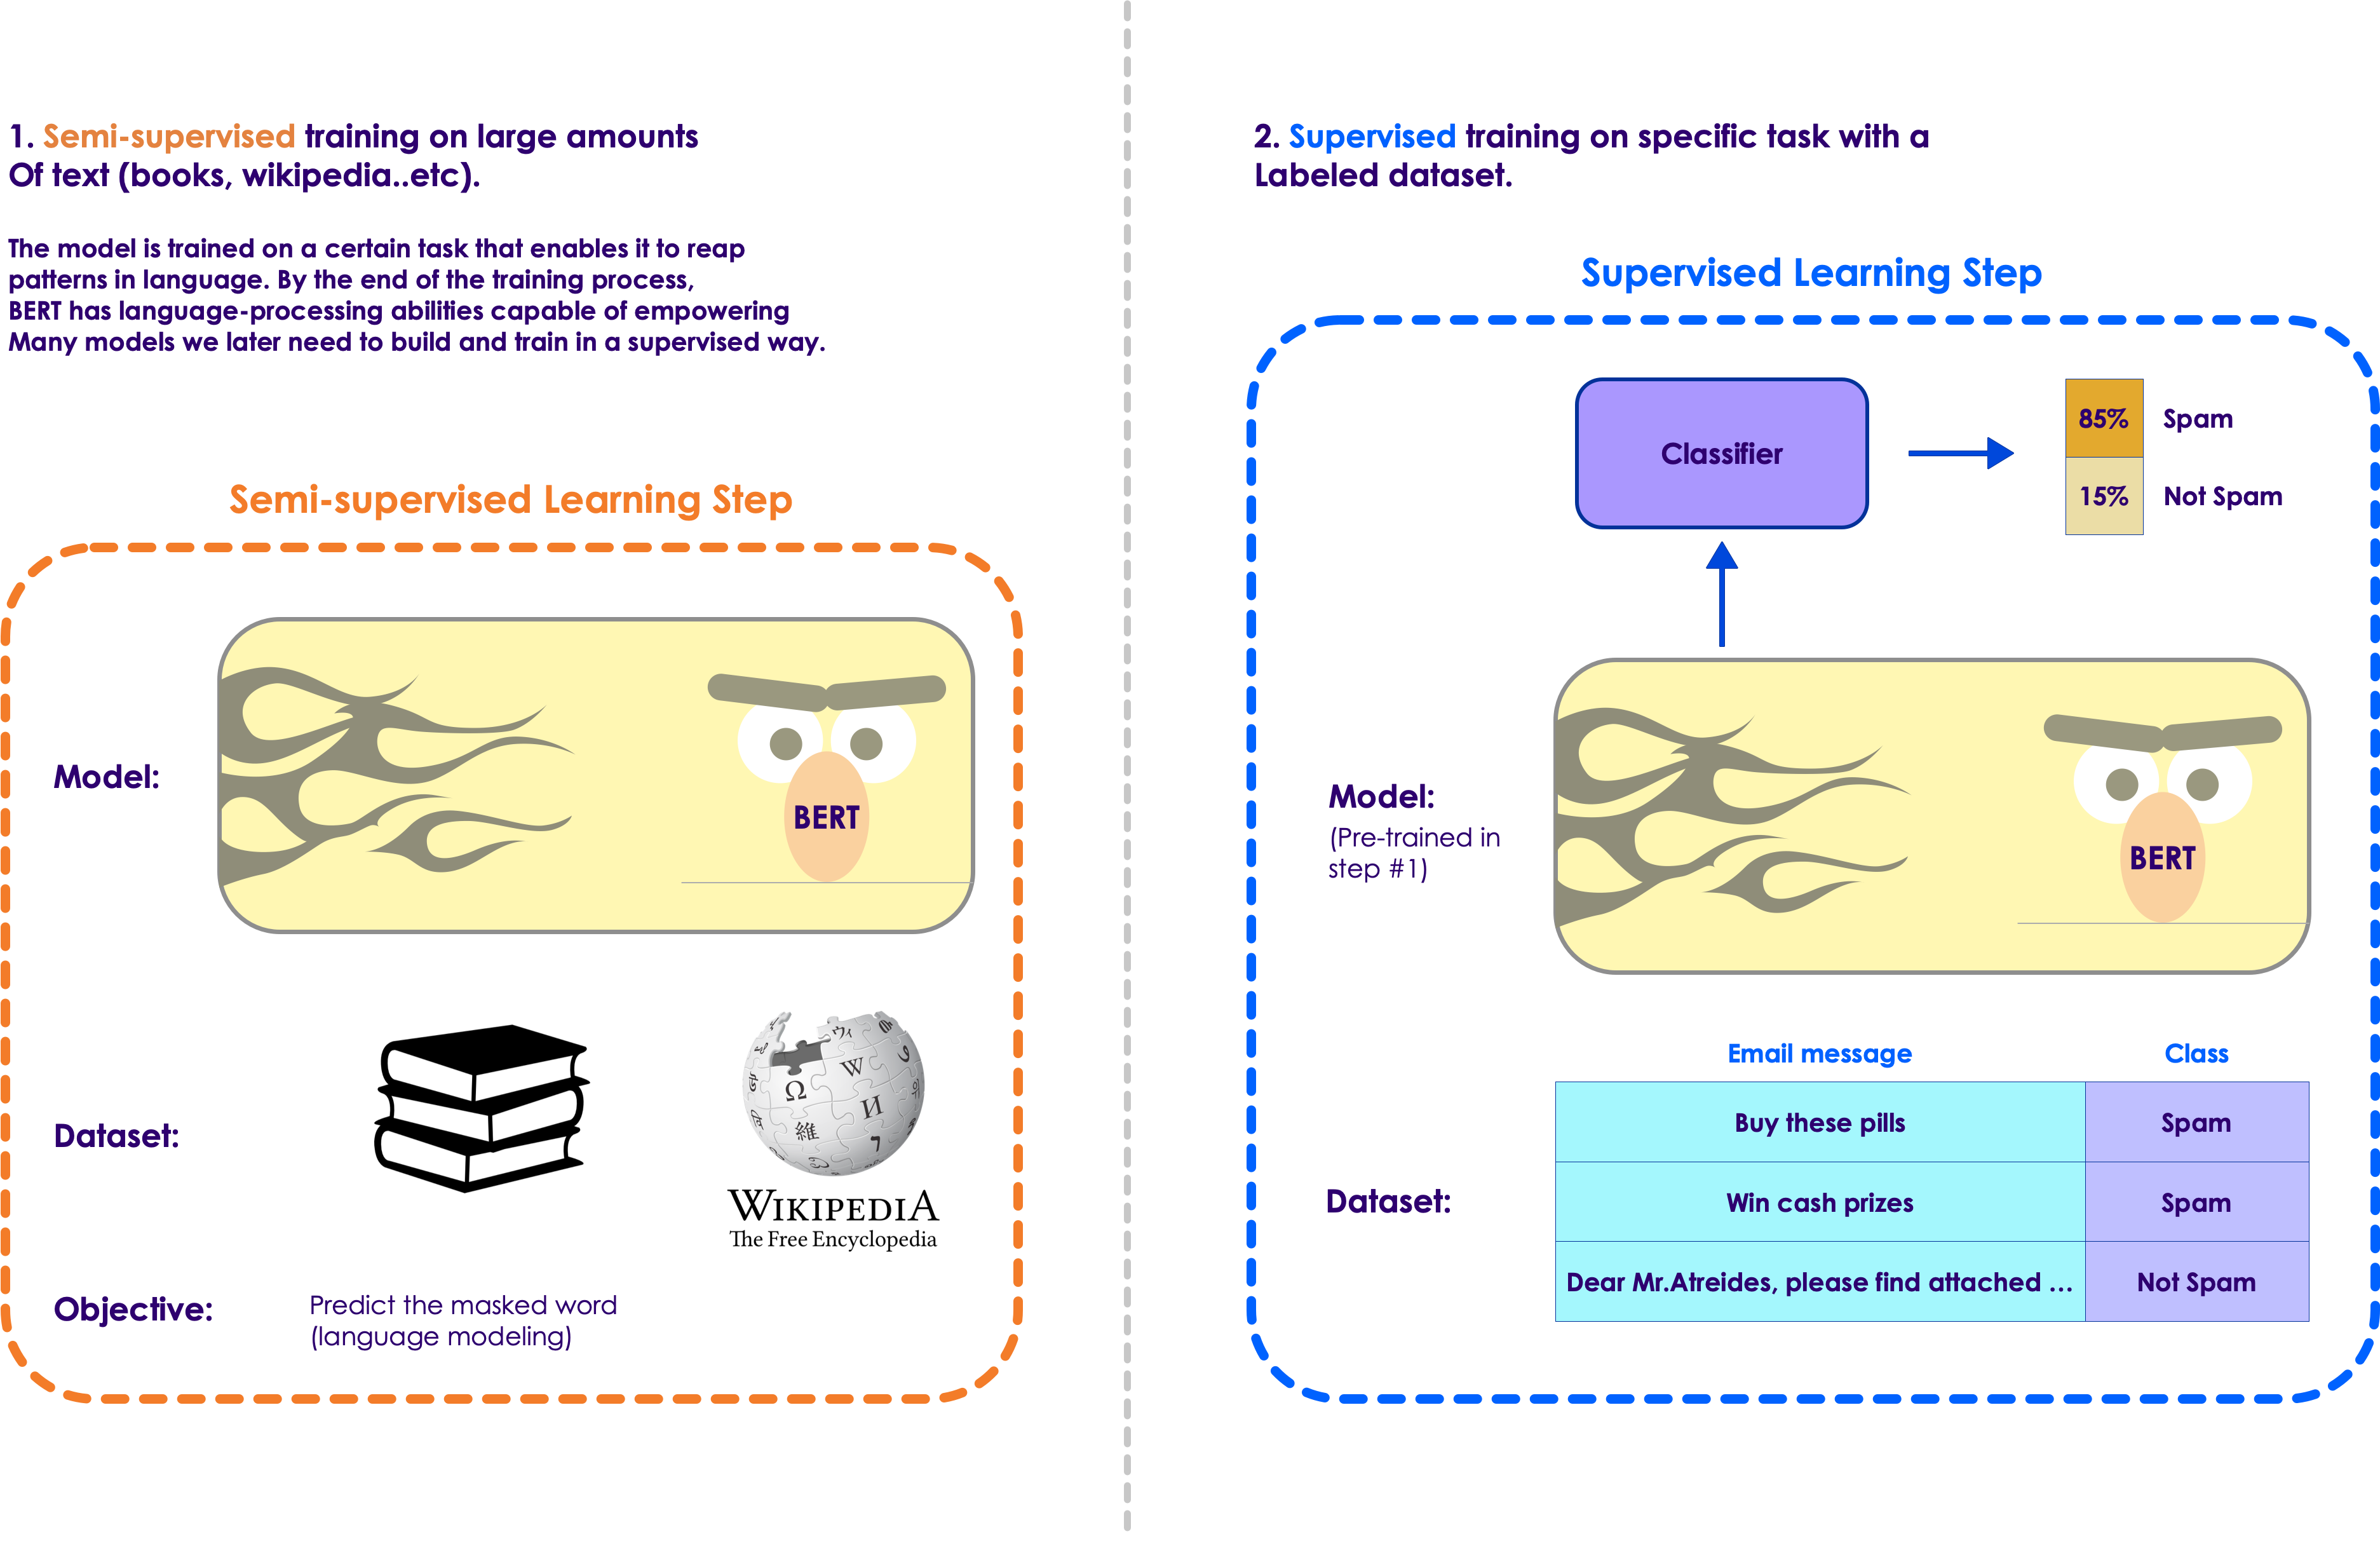 1. Semi-supervised training on large amounts
Of text (books, wikipedia..etc).
The model is trained on a certain task that enables it to reap
patterns in language. By the end of the training process,
BERT has language-processing abilities capable of empowering
Many models we later need to build and train in a supervised way.
Semi-supervised Learning Step
Model:
BERT
Dataset:
Ω
W
И
維
ウィ
WIKIPEDIA
The Free Encyclopedia
Objective:
Predict the masked word
(language modeling)
2. Supervised training on specific task with a
Labeled dataset.
Supervised Learning Step
Classifier
85% Spam
15% Not Spam
Model:
(Pre-trained in
step #1)
BERT
Email message Class
Dataset:
Buy these pills Spam
Win cash prizes Spam
Dear Mr.Atreides, please find attached ... Not Spam